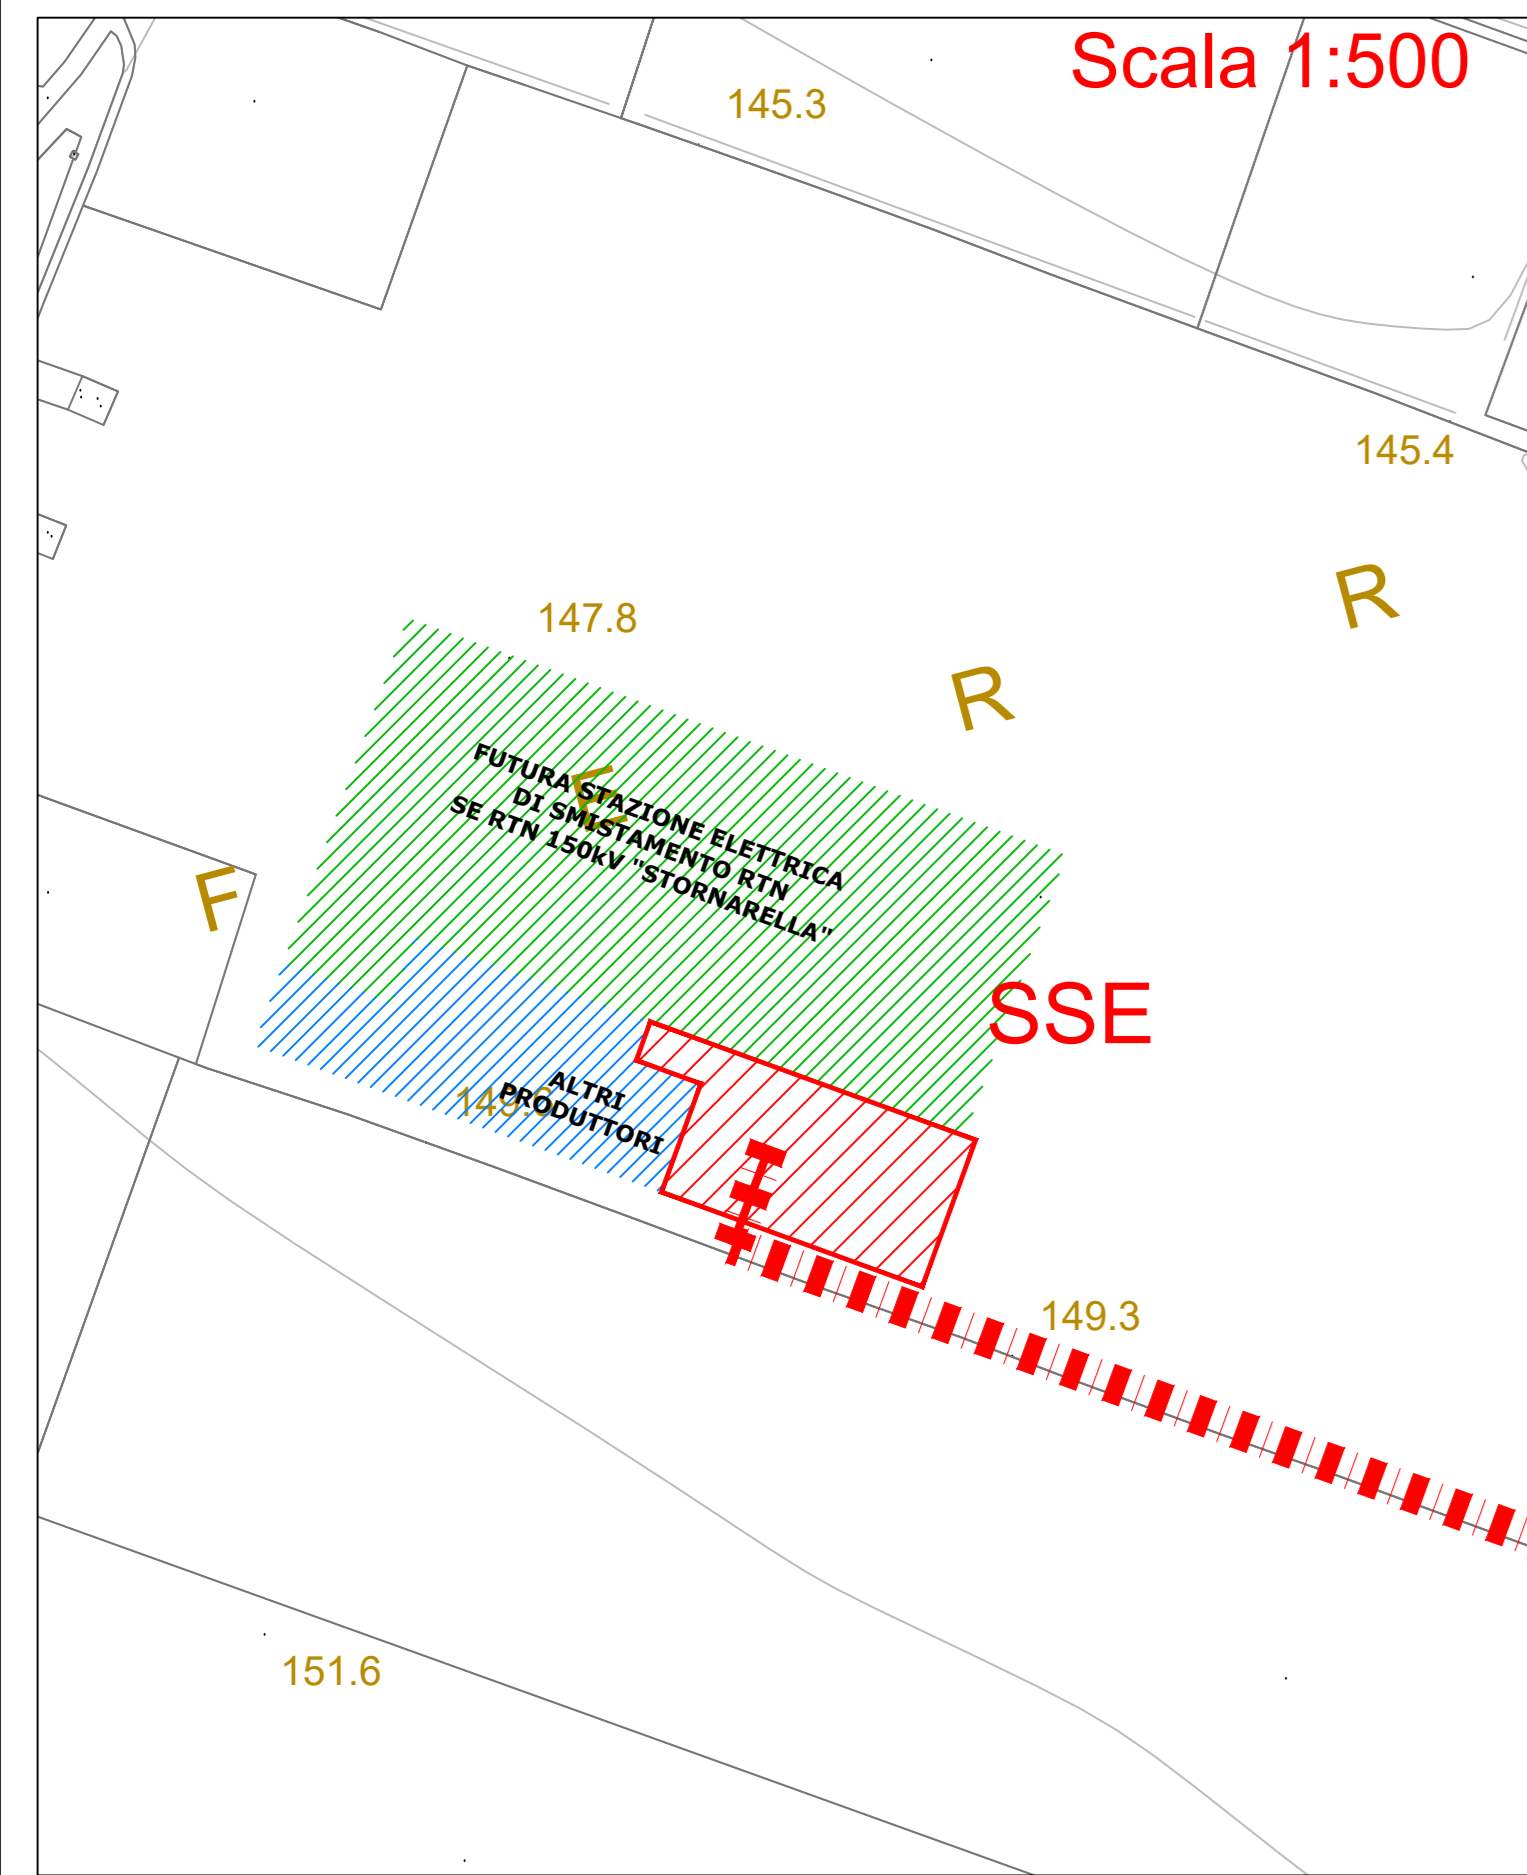 Scala 1:500
145.3
145.4
147.8
R
R
E
F
FUTURA STAZIONE ELETTRICA
DI SMISTAMENTO RTN
SE RTN 150kV "STORNARELLA"
SSE
ALTRI
PRODUTTORI
149.3
151.6